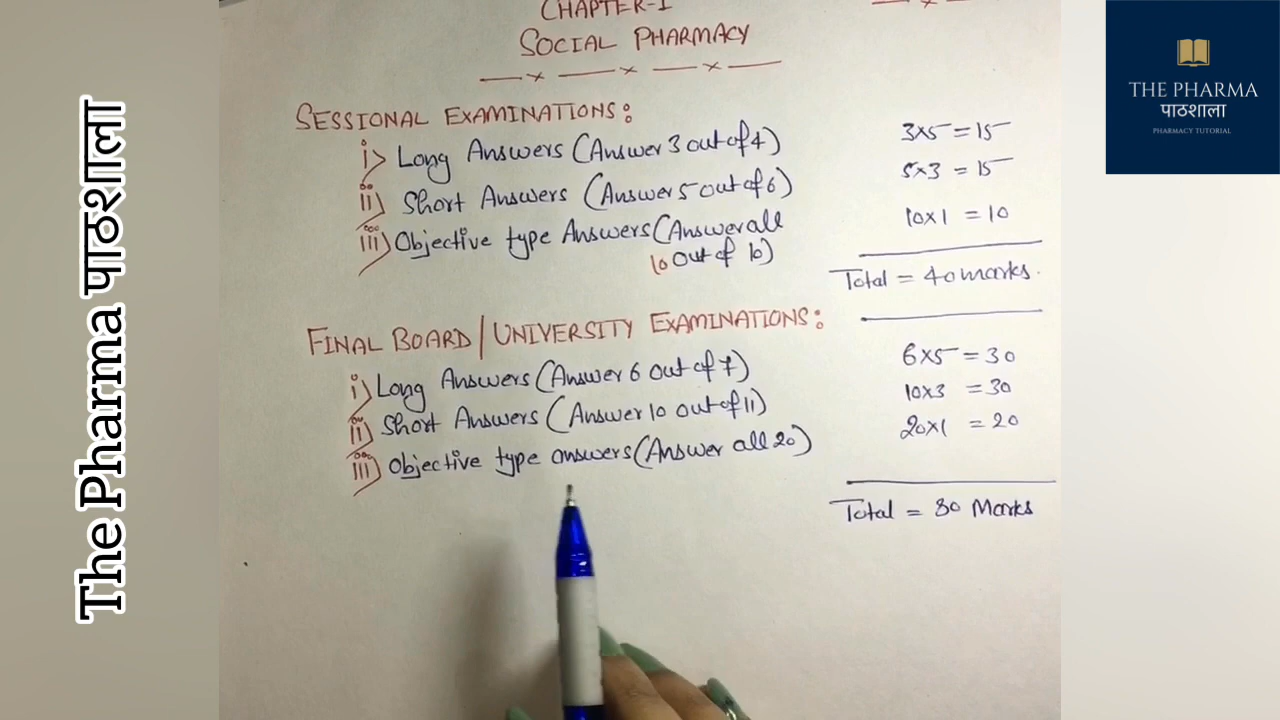 The Pharma पाठशाला
THE PHARMA
पाठशाला
PHARMACY TUTORIAL
CHAPTER-I
SOCIAL PHARMACY
SESSIONAL EXAMINATIONS:
i) Long Answers (Answer 3 out of 4) 3x5 = 15
ii) Short Answers (Answer 5 out of 6) 5x3 = 15
iii) Objective type Answers (Answer all 10x1 = 10
10 out of 10)
Total = 40 marks.
FINAL BOARD/UNIVERSITY EXAMINATIONS:
i) Long Answers (Answer 6 out of 7) 6x5 = 30
ii) Short Answers (Answer 10 out of 11) 10x3 = 30
iii) Objective type answers (Answer all 20) 20x1 = 20
Total = 80 Marks